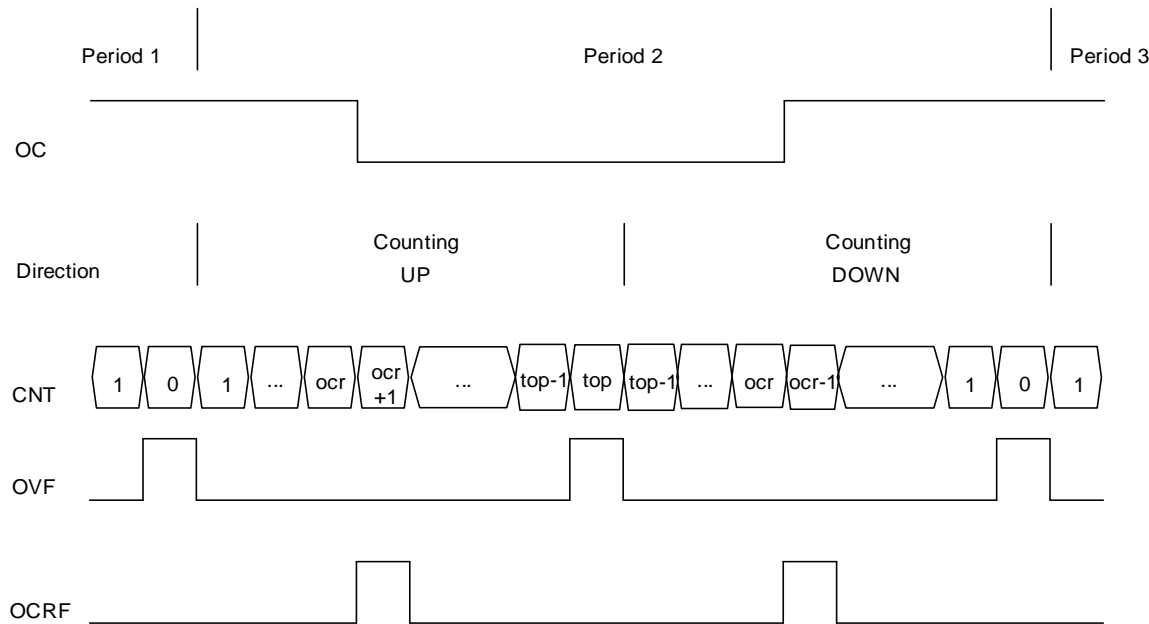 Period 1
Period 2
Period 3
OC
Direction
Counting
UP
Counting
DOWN
CNT
1 0 1 ... ocr ocr +1 ... top-1 top top-1 ... ocr ocr-1 ... 1 0 1
OVF
OCRF